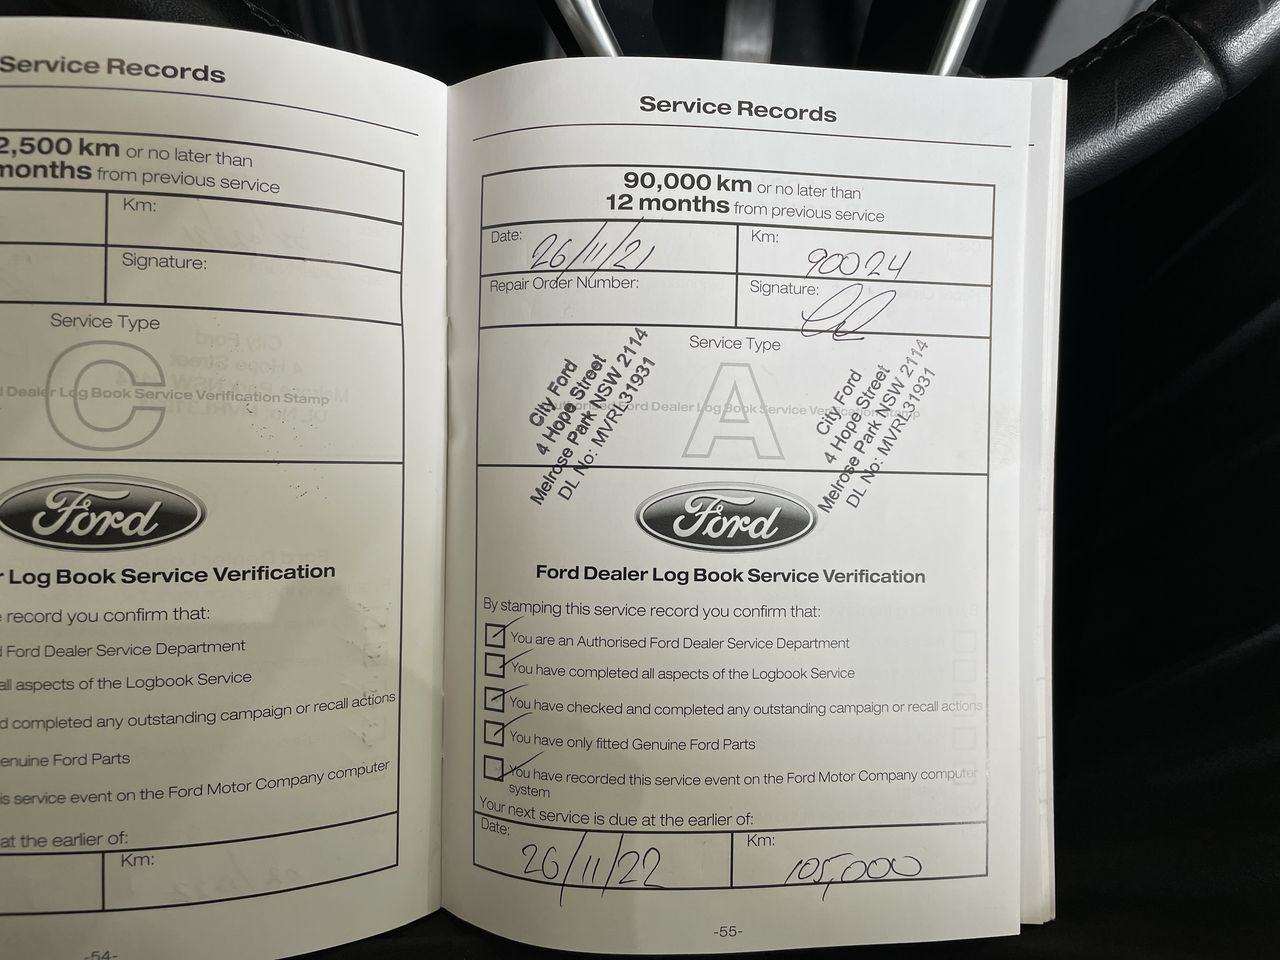 Service Records
2,500 km or no later than
months from previous service
Km:
Signature:
Service Type
C
Dealer Log Book Service Verification Stamp
Ford
Log Book Service Verification
record you confirm that:
Ford Dealer Service Department
all aspects of the Logbook Service
completed any outstanding campaign or recall actions
enuine Ford Parts
service event on the Ford Motor Company computer
at the earlier of:
Km:
-54-
Service Records
90,000 km or no later than
12 months from previous service
Date: 26/11/21
Km: 90024
Repair Order Number:
Signature:
Service Type
A
Authorised Ford Dealer Log Book Service Verification Stamp
City Ford
4 Hope Street
Melrose Park NSW 2114
DL No: MVRL31931
City Ford
4 Hope Street
Melrose Park NSW 2114
DL No: MVRL31931
Ford
Ford Dealer Log Book Service Verification
By stamping this service record you confirm that:
You are an Authorised Ford Dealer Service Department
You have completed all aspects of the Logbook Service
You have checked and completed any outstanding campaign or recall actions
You have only fitted Genuine Ford Parts
You have recorded this service event on the Ford Motor Company computer
system
Your next service is due at the earlier of:
Date: 26/11/22
Km: 105,000
-55-